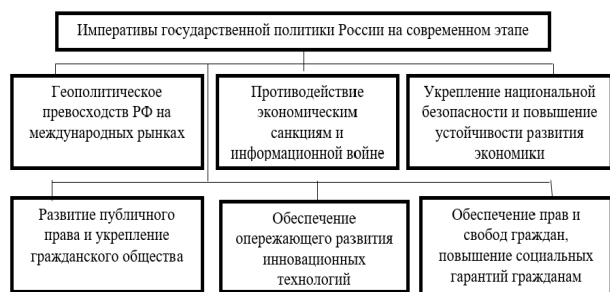 Императивы государственной политики России на современном этапе
Геополитическое
превосходств РФ на
международных рынках
Противодействие
экономическим
санкциям и
информационной войне
Укрепление национальной
безопасности и повышение
устойчивости развития
экономики
Развитие публичного
права и укрепление
гражданского общества
Обеспечение
опережающего развития
инновационных
технологий
Обеспечение прав и
свобод граждан,
повышение социальных
гарантий гражданам